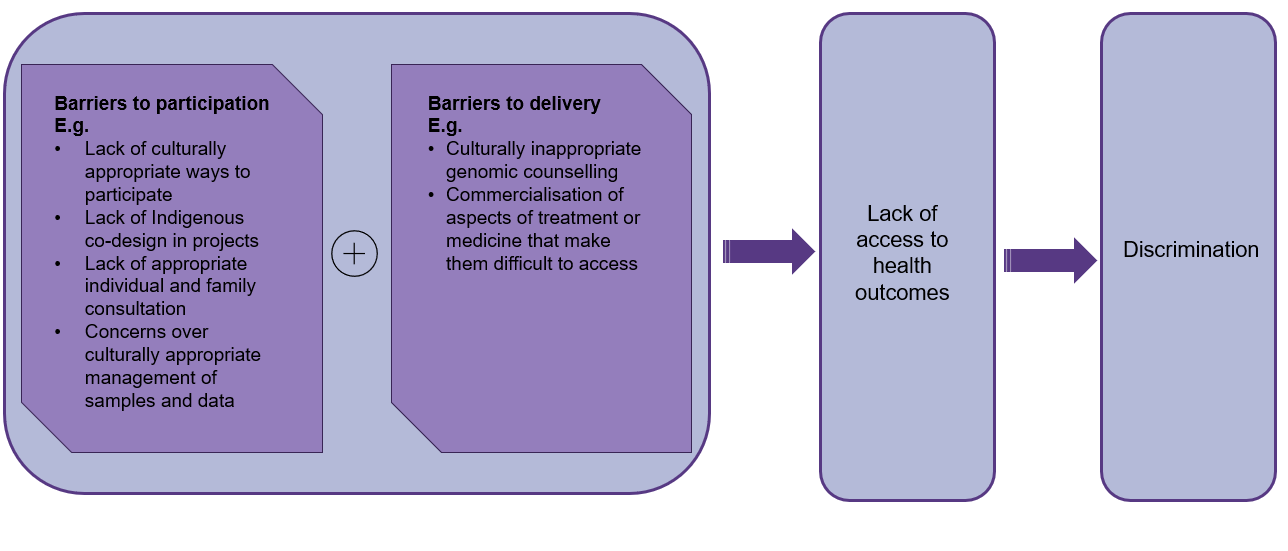 Barriers to participation
E.g.
• Lack of culturally
appropriate ways to
participate
• Lack of Indigenous
co-design in projects
• Lack of appropriate
individual and family
consultation
• Concerns over
culturally appropriate
management of
samples and data
Barriers to delivery
E.g.
• Culturally inappropriate
genomic counselling
• Commercialisation of
aspects of treatment or
medicine that make
them difficult to access
Lack of
access to
health
outcomes
Discrimination